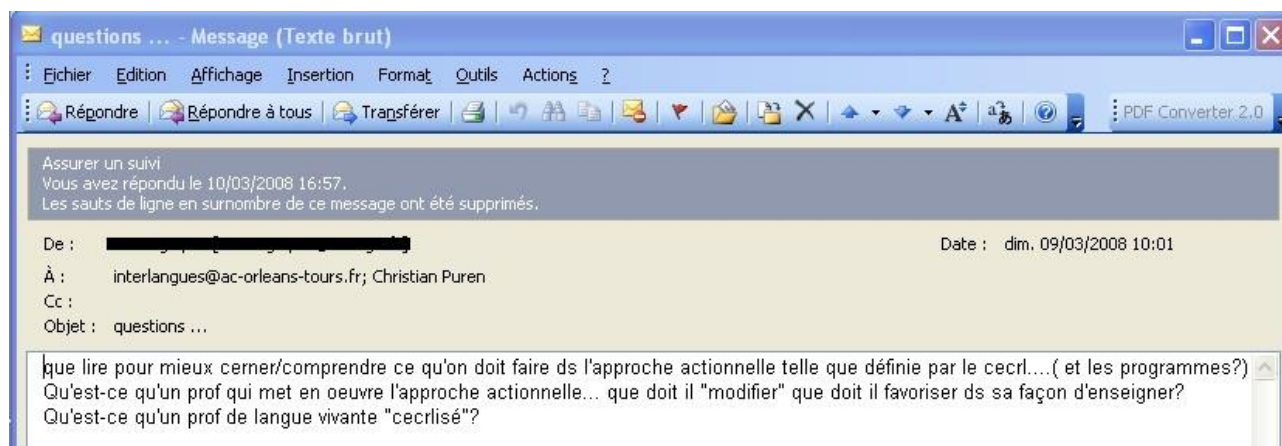 questions ... - Message (Texte brut)
Fichier Edition Affichage Insertion Format Outils Actions ?
Répondre Répondre à tous Transférer PDF Converter 2.0
Assurer un suivi
Vous avez répondu le 10/03/2008 16:57.
Les sauts de ligne en surnombre de ce message ont été supprimés.
De : Date : dim. 09/03/2008 10:01
À : interlangues@ac-orleans-tours.fr; Christian Puren
Cc :
Objet : questions ...
que lire pour mieux cerner/comprendre ce qu'on doit faire ds l'approche actionnelle telle que définie par le cecrl....( et les programmes?)
Qu'est-ce qu'un prof qui met en oeuvre l'approche actionnelle... que doit il "modifier" que doit il favoriser ds sa façon d'enseigner?
Qu'est-ce qu'un prof de langue vivante "cecrlisé"?